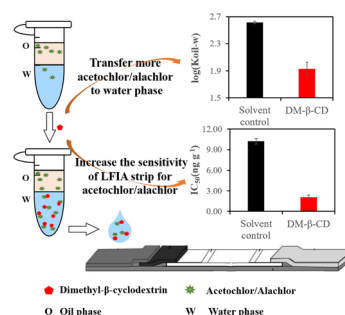 O
W
Transfer more
acetochlor/alachlor
to water phase
log(Koil-w)
2.7
2.3
1.9
1.5
Solvent
control
DM-β-CD
O
W
Increase the sensitivity
of LFIA strip for
acetochlor/alachlor
IC50(ng g-1)
12.00
9.00
6.00
3.00
0.00
Solvent
control
DM-β-CD
Dimethyl-β-cyclodextrin
Acetochlor/Alachlor
O Oil phase
W Water phase